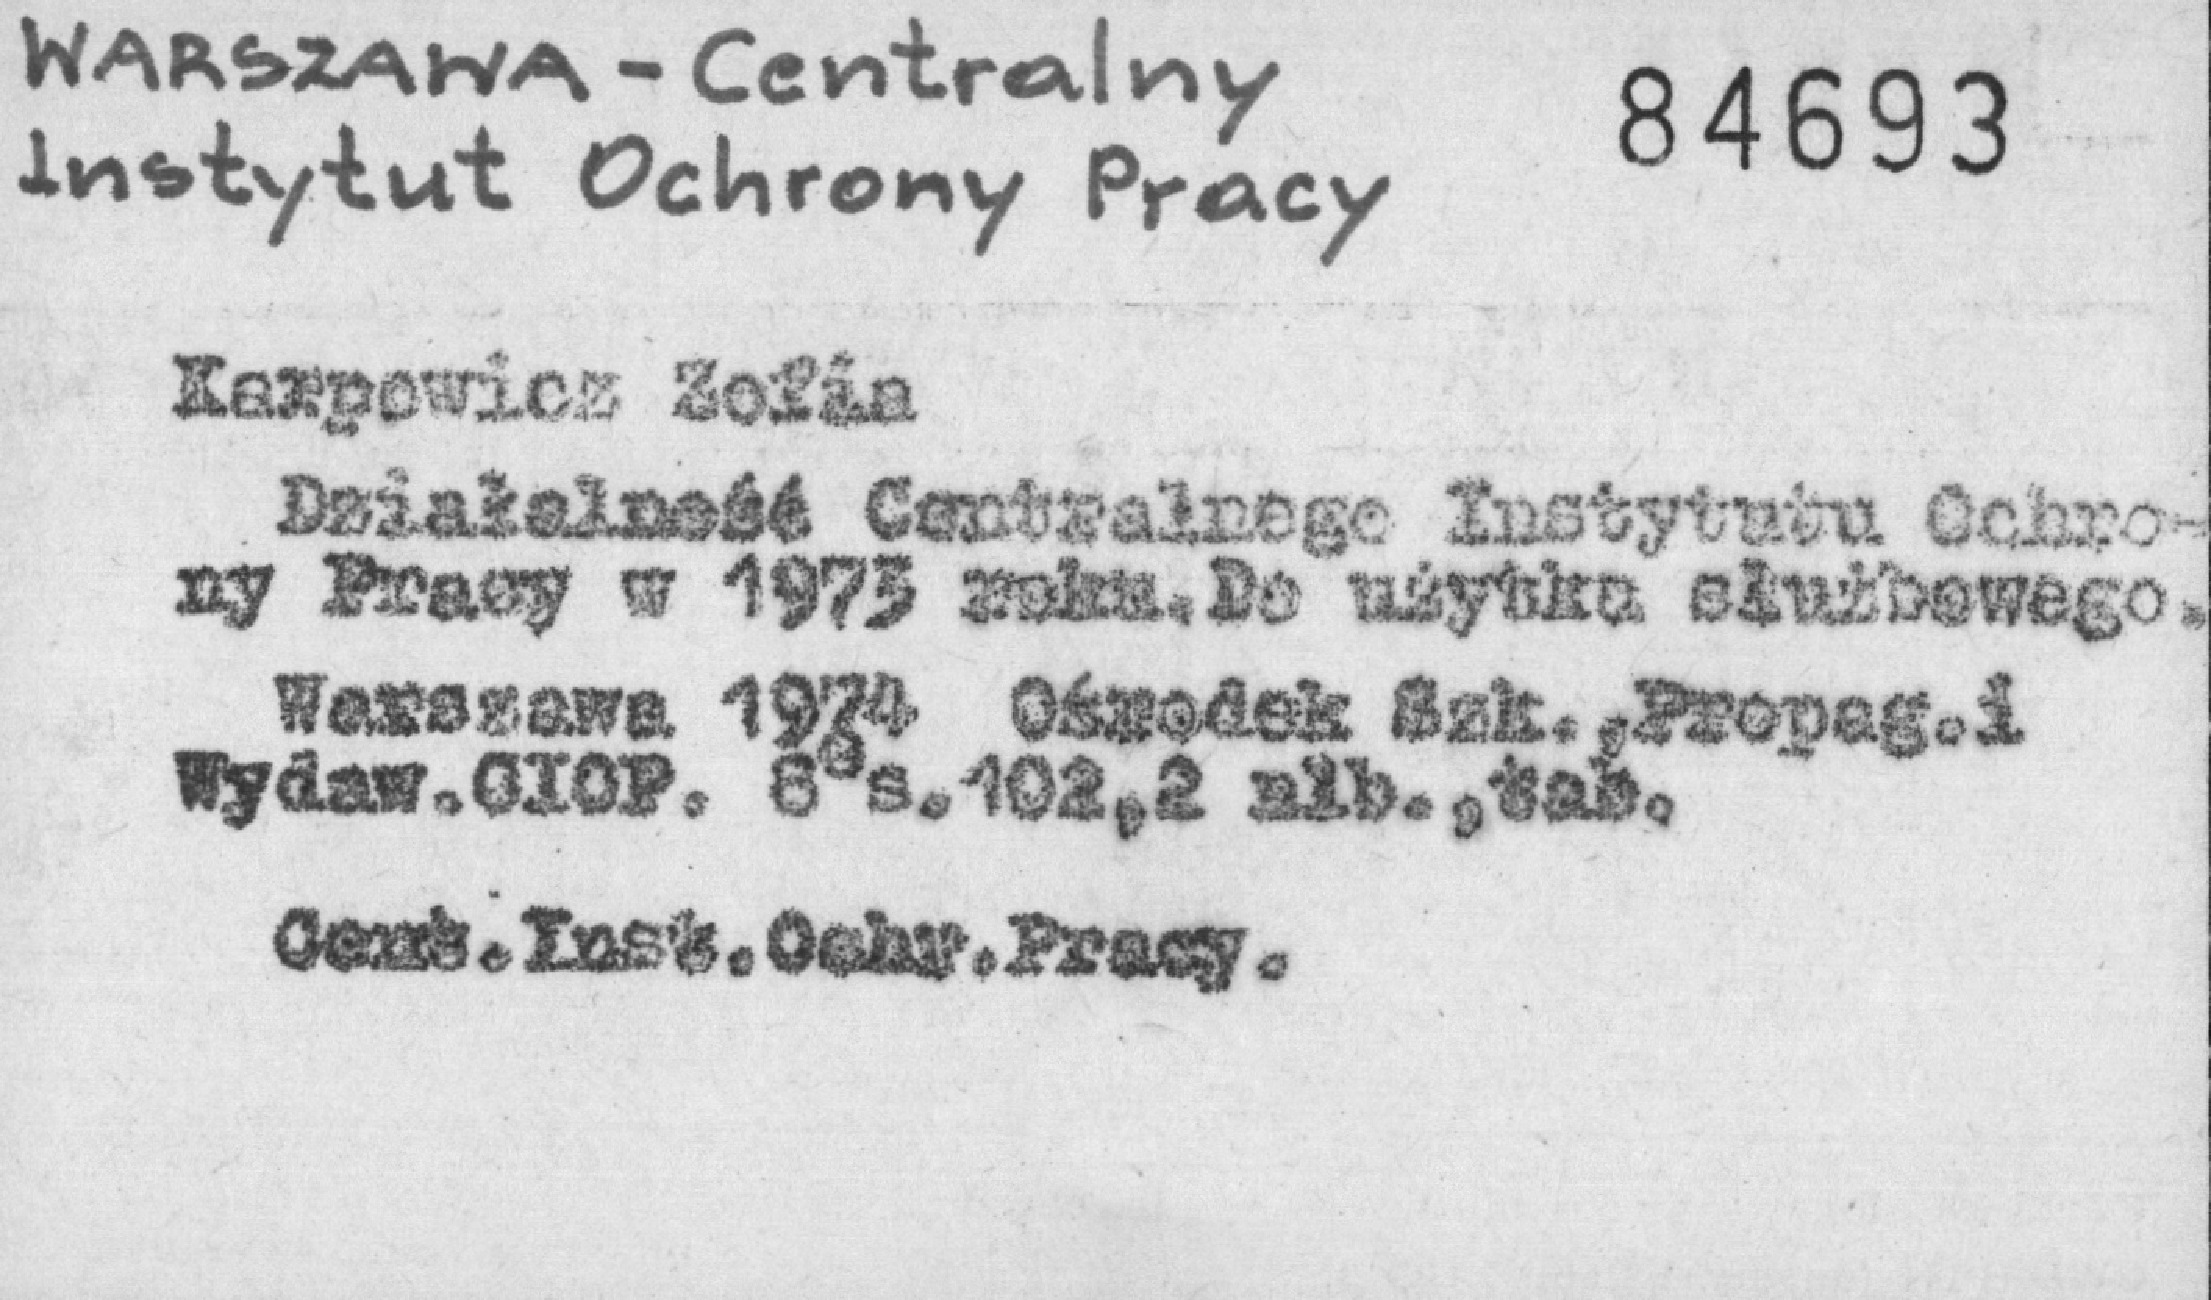 WARSZAWA - Centralny
Instytut Ochrony Pracy
84693
Karpowicz Zofia
Działalność Centralnego Instytutu Ochro-
ny Pracy w 1973 roku.Do użytku służbowego.
Warszawa 1974 Ośrodek Szk.,Propag.i
Wydaw.CIOP. 8°s.102,2 nlb.,tab.
Cent.Inst.Ochr.Pracy.